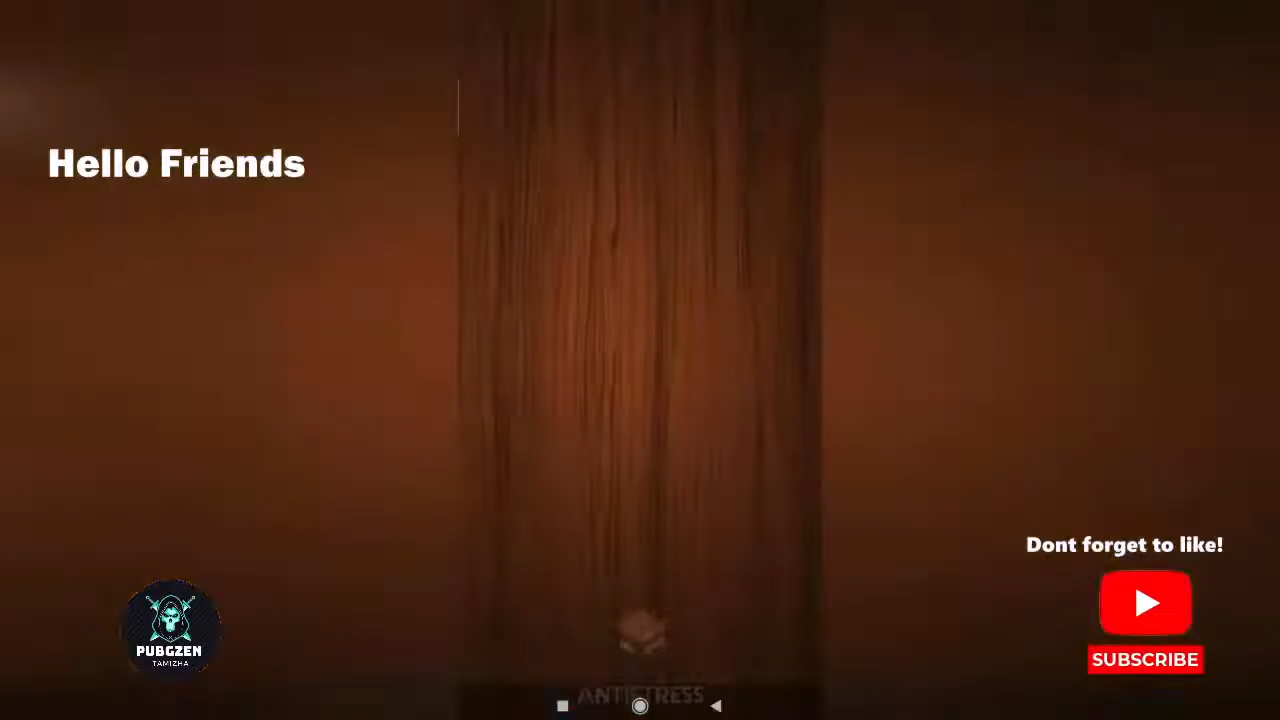 Hello Friends
Dont forget to like!
PUBGZEN
TAMIZHA
SUBSCRIBE
ANTISTRESS